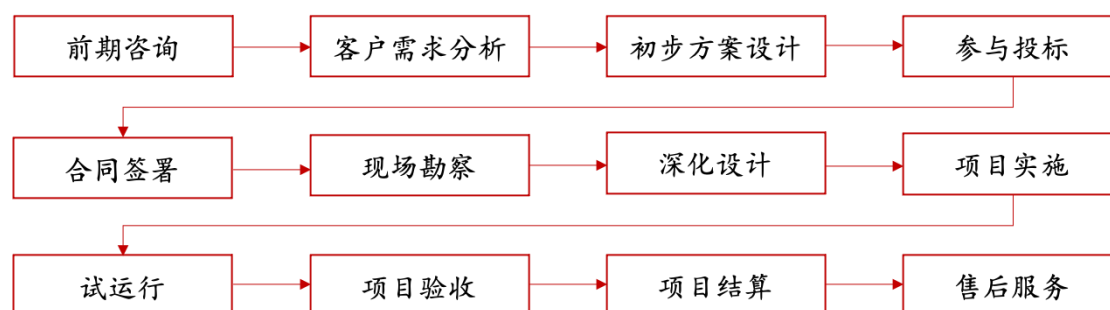 前期咨询
客户需求分析
初步方案设计
参与投标
合同签署
现场勘察
深化设计
项目实施
试运行
项目验收
项目结算
售后服务